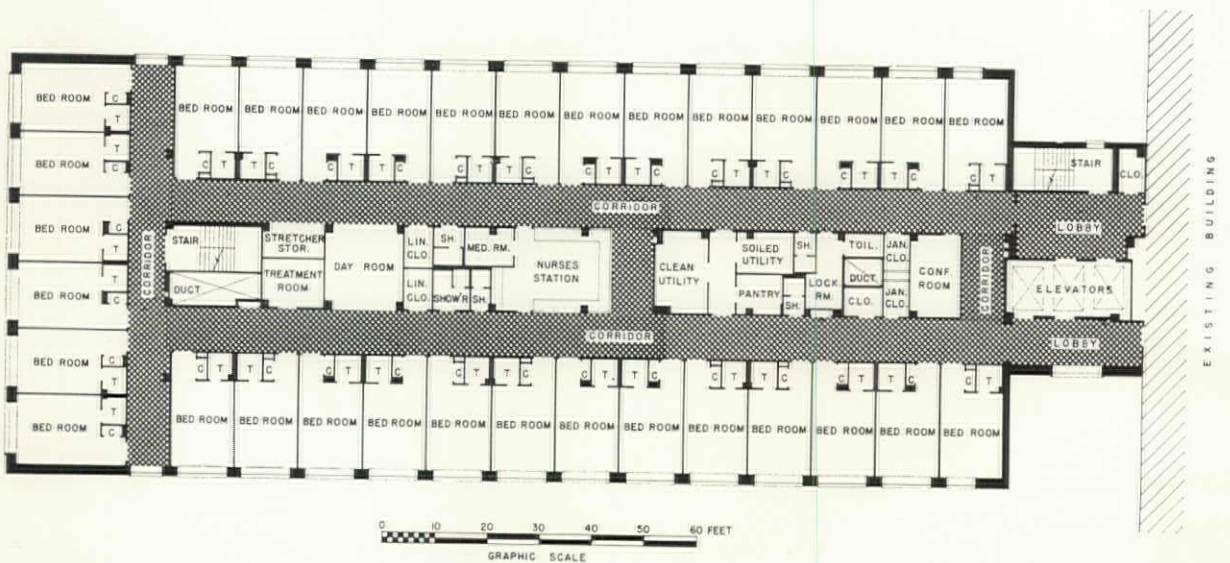 BED ROOM C
T
T
BED ROOM C
BED ROOM C
T
T
BED ROOM C
BED ROOM C
T
T
BED ROOM C
BED ROOM BED ROOM BED ROOM BED ROOM BED ROOM BED ROOM BED ROOM BED ROOM BED ROOM BED ROOM BED ROOM BED ROOM BED ROOM
C T T C C T T C C T T C C T T C C T T C C T T C C T
STAIR
CLO.
CORRIDOR
LOBBY
CORRIDOR
STAIR
DUCT
STRETCHER
STOR.
TREATMENT
ROOM
DAY ROOM
LIN.
CLO.
LIN.
CLO.
SH.
MED. RM.
SHOW'R
SH.
NURSES
STATION
CLEAN
UTILITY
SOILED
UTILITY
PANTRY
SH.
SH.
LOCK.
RM.
TOIL.
DUCT
CLO.
JAN.
CLO.
JAN.
CLO.
CONF.
ROOM
CORRIDOR
ELEVATORS
CORRIDOR
LOBBY
C T T C C T T C C T T C C T T C C T T C C T T C C T
BED ROOM BED ROOM BED ROOM BED ROOM BED ROOM BED ROOM BED ROOM BED ROOM BED ROOM BED ROOM BED ROOM BED ROOM BED ROOM
EXISTING BUILDING
0 10 20 30 40 50 60 FEET
GRAPHIC SCALE